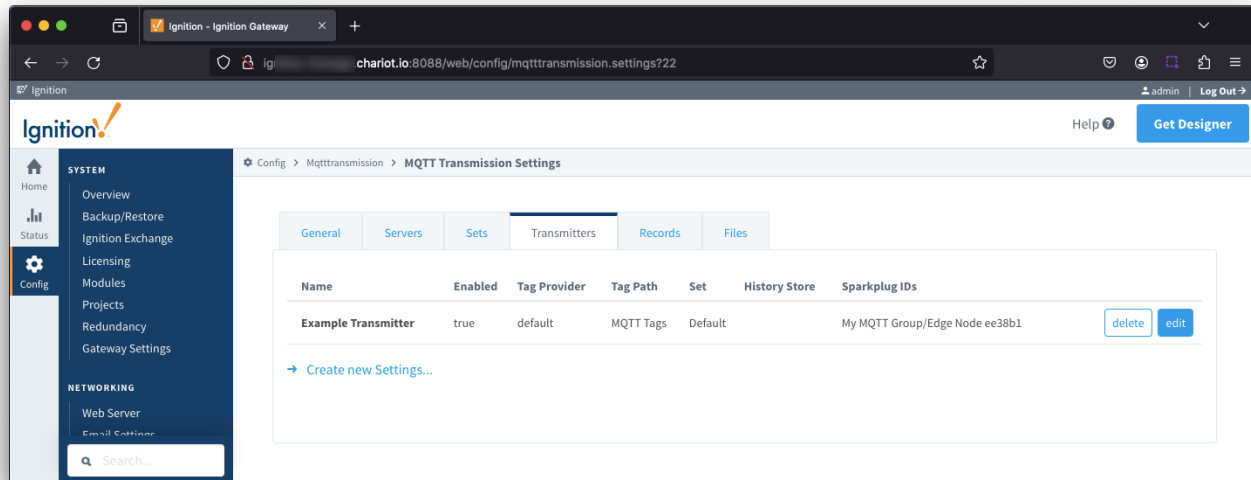 Ignition - Ignition Gateway
chariot.io:8088/web/config/mqtttransmission.settings?22
Ignition
admin | Log Out
Ignition!
Help
Get Designer
Home
Status
Config
SYSTEM
Overview
Backup/Restore
Ignition Exchange
Licensing
Modules
Projects
Redundancy
Gateway Settings
NETWORKING
Web Server
Email Settings
Search...
Config > Mqtttransmission > MQTT Transmission Settings
General Servers Sets Transmitters Records Files
Name Enabled Tag Provider Tag Path Set History Store Sparkplug IDs
Example Transmitter true default MQTT Tags Default My MQTT Group/Edge Node ee38b1 delete edit
Create new Settings...